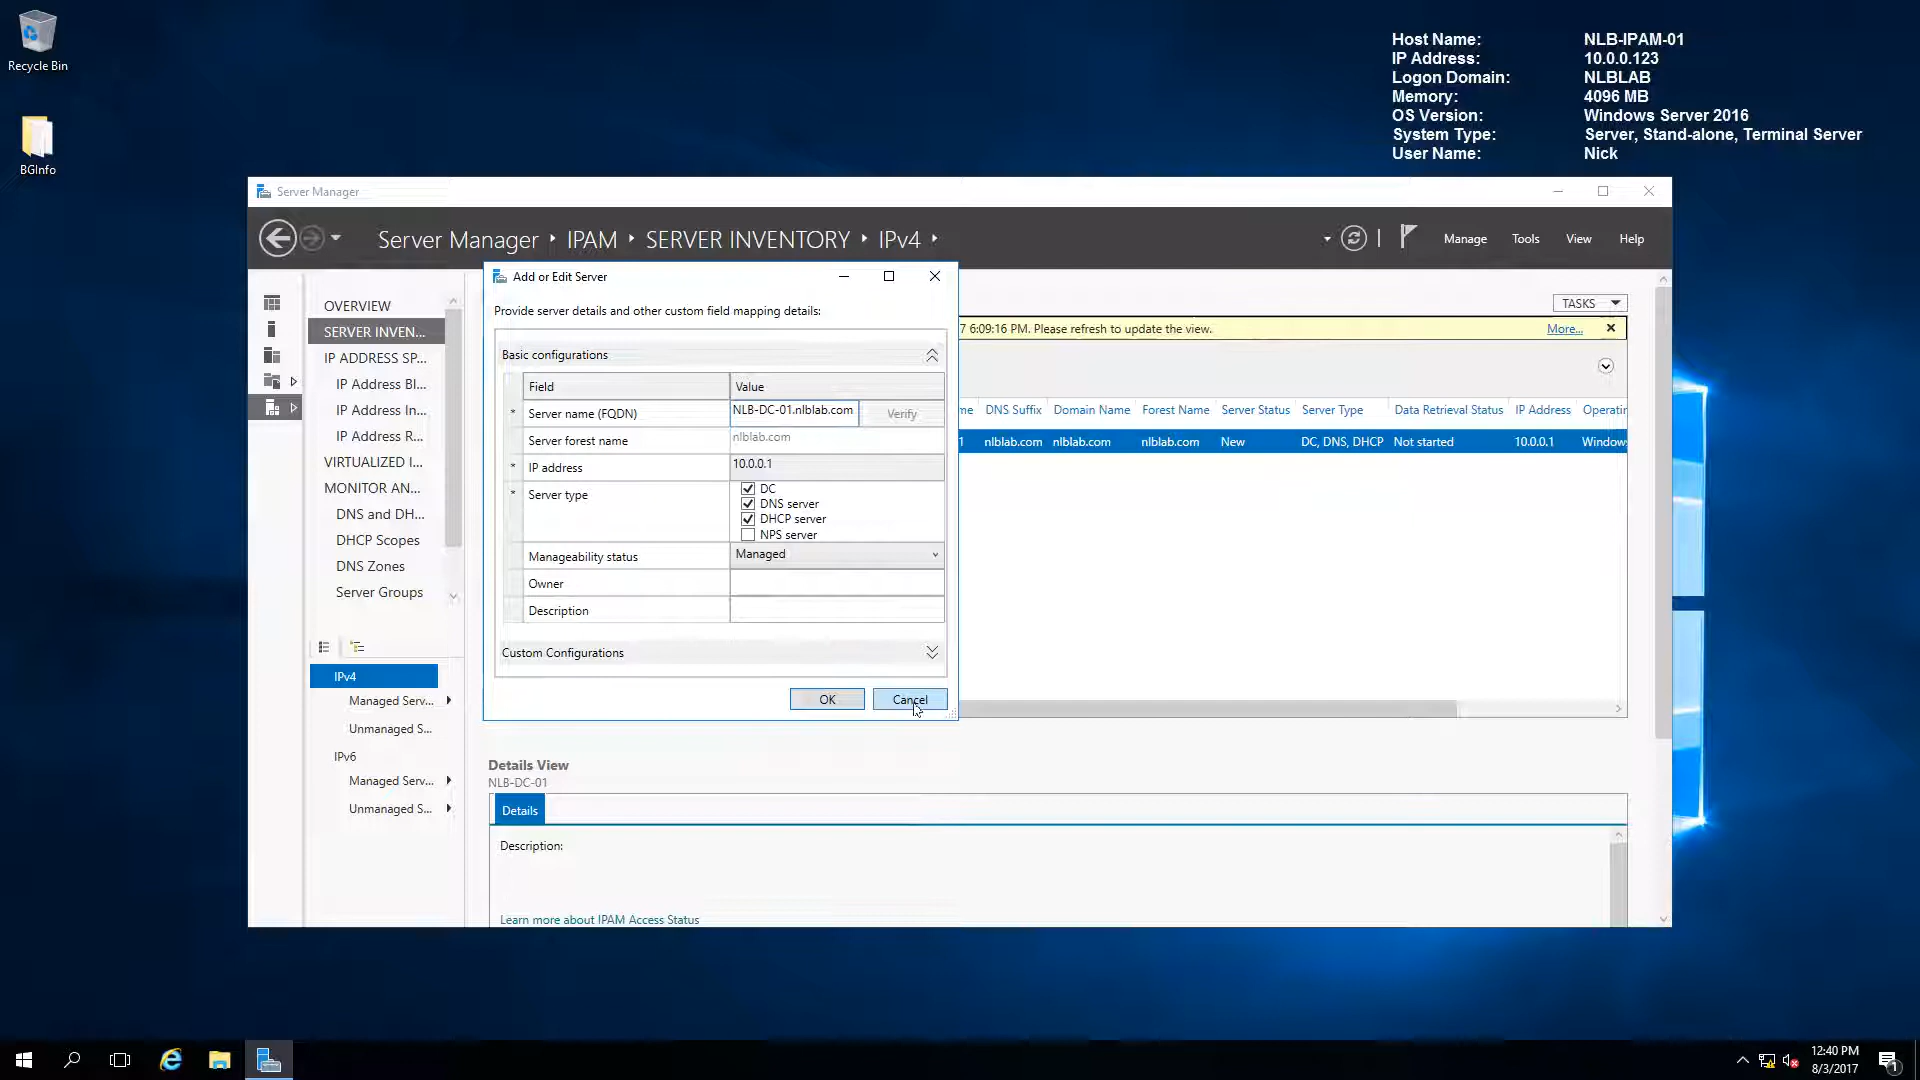 Recycle Bin
BGInfo
Host Name: NLB-IPAM-01
IP Address: 10.0.0.123
Logon Domain: NLBLAB
Memory: 4096 MB
OS Version: Windows Server 2016
System Type: Server, Stand-alone, Terminal Server
User Name: Nick
Server Manager
Server Manager IPAM SERVER INVENTORY IPv4
Manage Tools View Help
OVERVIEW
SERVER INVEN...
IP ADDRESS SP...
IP Address Bl...
IP Address In...
IP Address R...
VIRTUALIZED I...
MONITOR AN...
DNS and DH...
DHCP Scopes
DNS Zones
Server Groups
IPv4
Managed Serv...
Unmanaged S...
IPv6
Managed Serv...
Unmanaged S...
Add or Edit Server
Provide server details and other custom field mapping details:
Basic configurations
Field Value
* Server name (FQDN) NLB-DC-01.nlblab.com Verify
Server forest name nlblab.com
* IP address 10.0.0.1
* Server type
DC
DNS server
DHCP server
NPS server
Manageability status Managed
Owner
Description
Custom Configurations
OK Cancel
TASKS
7 6:09:16 PM. Please refresh to update the view. More...
me DNS Suffix Domain Name Forest Name Server Status Server Type Data Retrieval Status IP Address Operatin
1 nlblab.com nlblab.com nlblab.com New DC, DNS, DHCP Not started 10.0.0.1 Windows
Details View
NLB-DC-01
Details
Description:
Learn more about IPAM Access Status
12:40 PM
8/3/2017
1